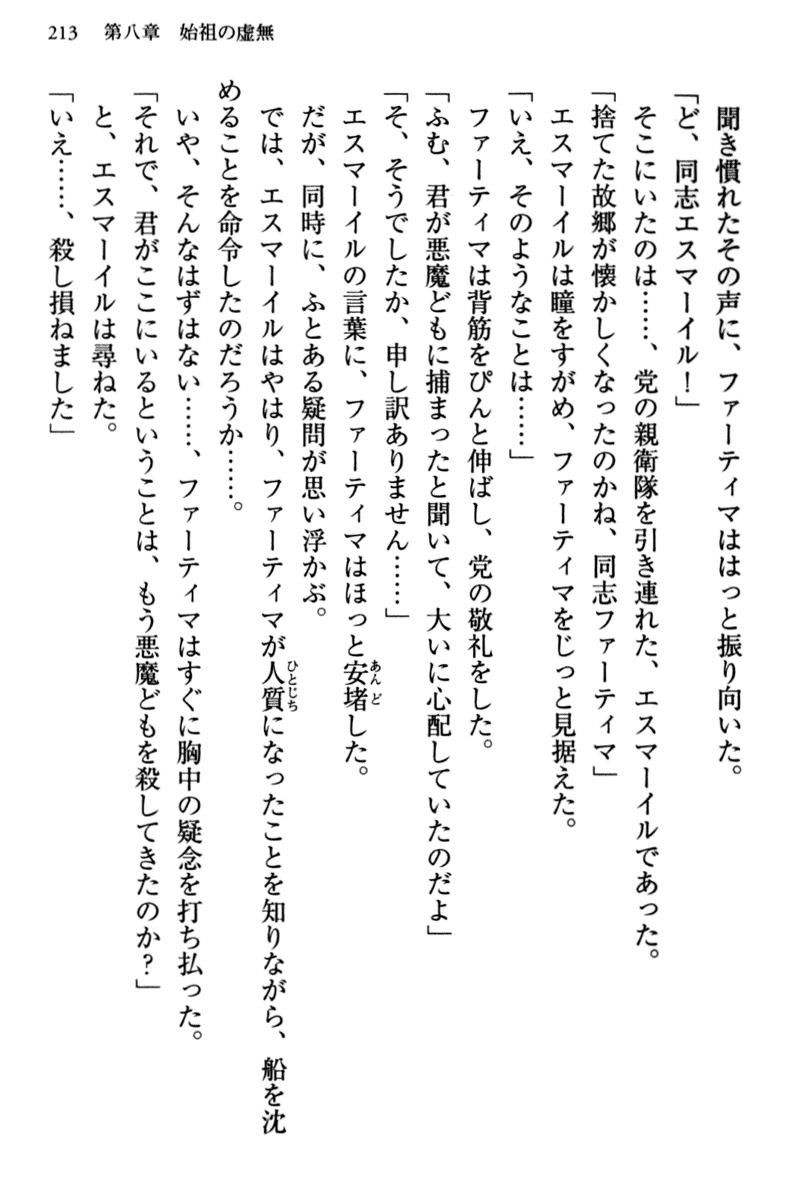 213　第八章　始祖の虚無
　聞き慣れたその声に、ファーティマははっと振り向いた。
「ど、同志エスマーイル！」
　そこにいたのは……、党の親衛隊を引き連れた、エスマーイルであった。
「捨てた故郷が懐かしくなったのかね、同志ファーティマ」
　エスマーイルは瞳をすがめ、ファーティマをじっと見据えた。
「いえ、そのようなことは……」
　ファーティマは背筋をぴんと伸ばし、党の敬礼をした。
「ふむ、君が悪魔どもに捕まったと聞いて、大いに心配していたのだよ」
「そ、そうでしたか、申し訳ありません……」
　エスマーイルの言葉に、ファーティマはほっと安堵した。
　だが、同時に、ふとある疑問が思い浮かぶ。
　では、エスマーイルはやはり、ファーティマが人質になったことを知りながら、船を沈
めることを命令したのだろうか……。
　いや、そんなはずはない……、ファーティマはすぐに胸中の疑念を打ち払った。
「それで、君がここにいるということは、もう悪魔どもを殺してきたのか？」
　と、エスマーイルは尋ねた。
「いえ……、殺し損ねました」